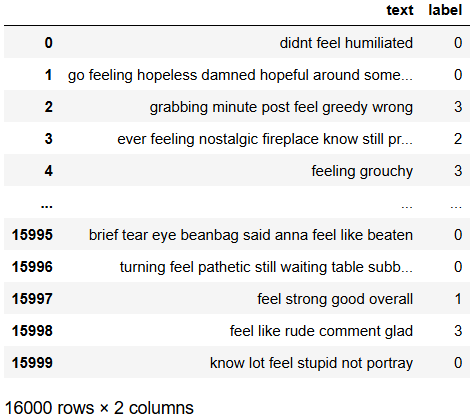 text label
0 didnt feel humiliated 0
1 go feeling hopeless damned hopeful around some... 0
2 grabbing minute post feel greedy wrong 3
3 ever feeling nostalgic fireplace know still pr... 2
4 feeling grouchy 3
... ... ...
15995 brief tear eye beanbag said anna feel like beaten 0
15996 turning feel pathetic still waiting table subb... 0
15997 feel strong good overall 1
15998 feel like rude comment glad 3
15999 know lot feel stupid not portray 0
16000 rows × 2 columns